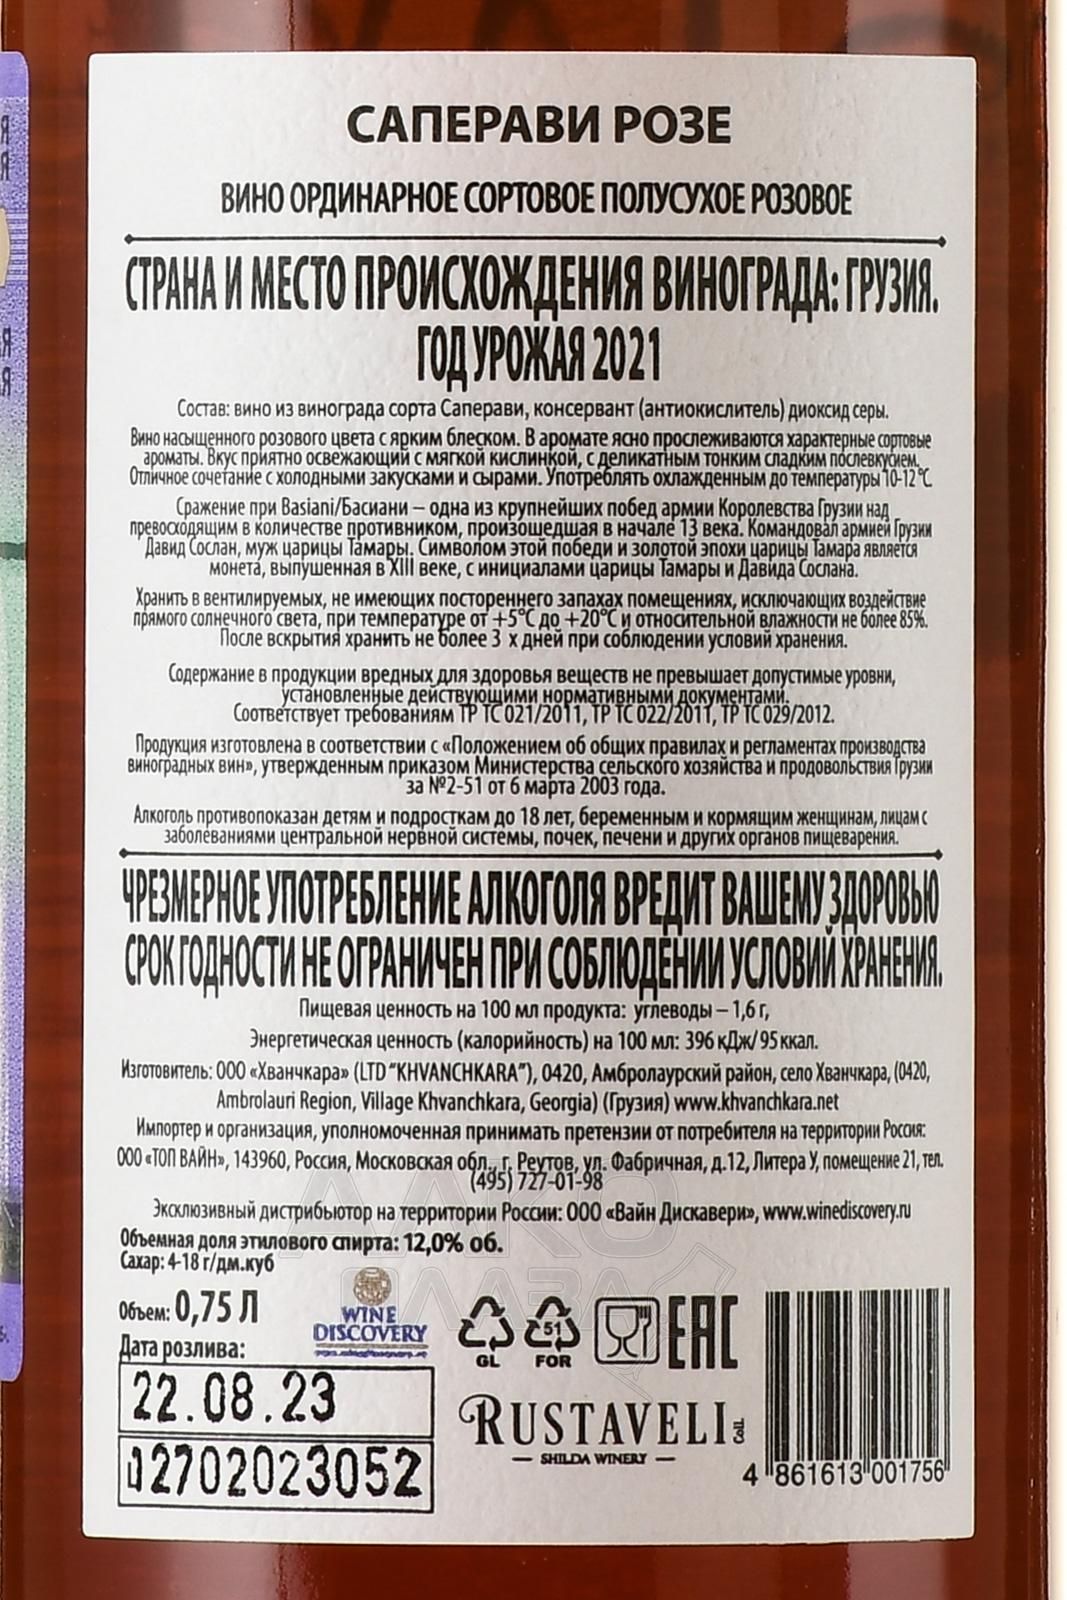 САПЕРАВИ РОЗЕ
ВИНО ОРДИНАРНОЕ СОРТОВОЕ ПОЛУСУХОЕ РОЗОВОЕ
СТРАНА И МЕСТО ПРОИСХОЖДЕНИЯ ВИНОГРАДА: ГРУЗИЯ.
ГОД УРОЖАЯ 2021
Состав: вино из винограда сорта Саперави, консервант (антиокислитель) диоксид серы.
Вино насыщенного розового цвета с ярким блеском. В аромате ясно прослеживаются характерные сортовые
ароматы. Вкус приятно освежающий с мягкой кислинкой, с деликатным тонким сладким послевкусием.
Отличное сочетание с холодными закусками и сырами. Употреблять охлажденным до температуры 10-12°С.
Сражение при Basiani/Басиани – одна из крупнейших побед армии Королевства Грузии над
превосходящим в количестве противником, произошедшая в начале 13 века. Командовал армией Грузии
Давид Сослан, муж царицы Тамары. Символом этой победы и золотой эпохи царицы Тамара является
монета, выпушенная в XIII веке, с инициалами царицы Тамары и Давида Сослана.
Хранить в вентилируемых, не имеющих постореннего запахах помещениях, исключающих воздействие
прямого солнечного света, при температуре от +5°С до +20°С и относительной влажности не более 85%.
После вскрытия хранить не более 3 х дней при соблюдении условий хранения.
Содержание в продукции вредных для здоровья веществ не превышает допустимые уровни,
установленные действующими нормативными документами.
Соответствует требованиям ТР ТС 021/2011, ТР ТС 022/2011, ТР ТС 029/2012.
Продукция изготовлена в соответствии с «Положением об общих правилах и регламентах производства
виноградных вин», утвержденным приказом Министерства сельского хозяйства и продовольствия Грузии
за №2-51 от 6 марта 2003 года.
Алкоголь противопоказан детям и подросткам до 18 лет, беременным и кормящим женщинам, лицам с
заболеваниями центральной нервной системы, почек, печени и других органов пищеварения.
ЧРЕЗМЕРНОЕ УПОТРЕБЛЕНИЕ АЛКОГОЛЯ ВРЕДИТ ВАШЕМУ ЗДОРОВЬЮ
СРОК ГОДНОСТИ НЕ ОГРАНИЧЕН ПРИ СОБЛЮДЕНИИ УСЛОВИЙ ХРАНЕНИЯ.
Пищевая ценность на 100 мл продукта: углеводы – 1,6 г,
Энергетическая ценность (калорийность) на 100 мл: 396 кДж/ 95 ккал.
Изготовитель: ООО «Хванчкара» (LTD "KHVANCHKARA"), 0420, Амбролаурский район, село Хванчкара, (0420,
Ambrolauri Region, Village Khvanchkara, Georgia) (Грузия) www.khvanchkara.net
Импортер и организация, уполномоченная принимать претензии от потребителя на территории Россия:
ООО «ТОП ВАЙН», 143960, Россия, Московская обл., г. Реутов, ул. Фабричная, д.12, Литера У, помещение 21, тел.
(495) 727-01-98
Эксклюзивный дистрибьютор на территории России: ООО «Вайн Дискавери», www.winediscovery.ru
Объемная доля этилового спирта: 12,0% об.
Сахар: 4-18 г/дм.куб
Объем: 0,75 Л
WINE
DISCOVERY
Дата розлива:
22.08.23
12702023052
GL
51
FOR
ЕАС
RUSTAVELI Coll.
SHILDA WINERY
4 861613 001756
АЛКО
ПЛАЗА